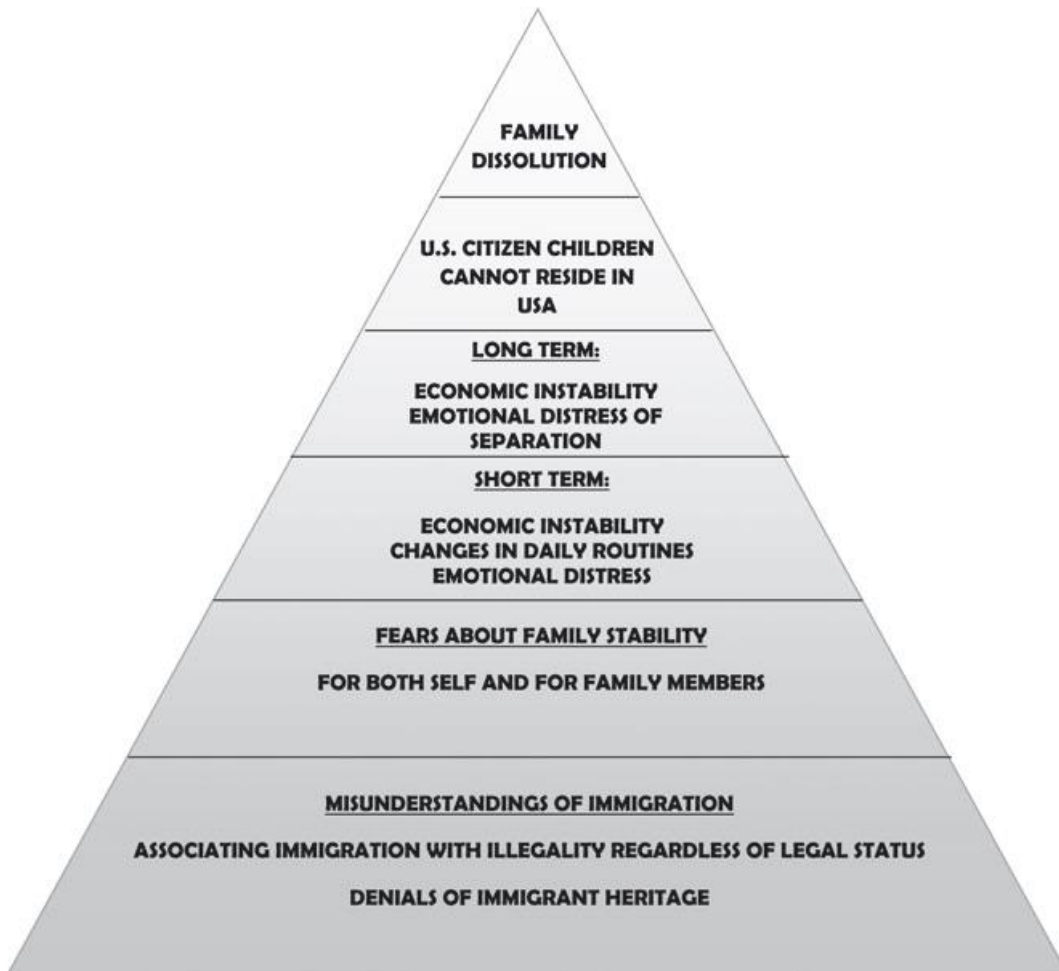 FAMILY
DISSOLUTION
U.S. CITIZEN CHILDREN
CANNOT RESIDE IN
USA
LONG TERM:
ECONOMIC INSTABILITY
EMOTIONAL DISTRESS OF
SEPARATION
SHORT TERM:
ECONOMIC INSTABILITY
CHANGES IN DAILY ROUTINES
EMOTIONAL DISTRESS
FEARS ABOUT FAMILY STABILITY
FOR BOTH SELF AND FOR FAMILY MEMBERS
MISUNDERSTANDINGS OF IMMIGRATION
ASSOCIATING IMMIGRATION WITH ILLEGALITY REGARDLESS OF LEGAL STATUS
DENIALS OF IMMIGRANT HERITAGE